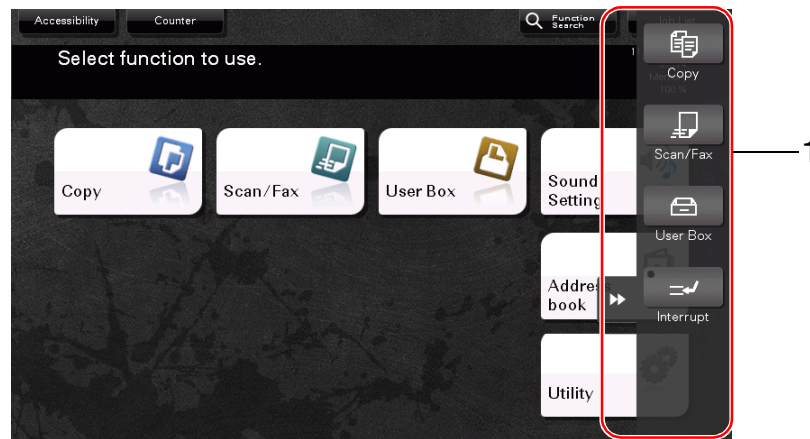 Accessibility
Counter
Function
Search
Job List
Select function to use.
Copy
100 %
Copy
Scan/Fax
User Box
Sound
Setting
Scan/Fax
User Box
Address
book
Interrupt
Utility
1